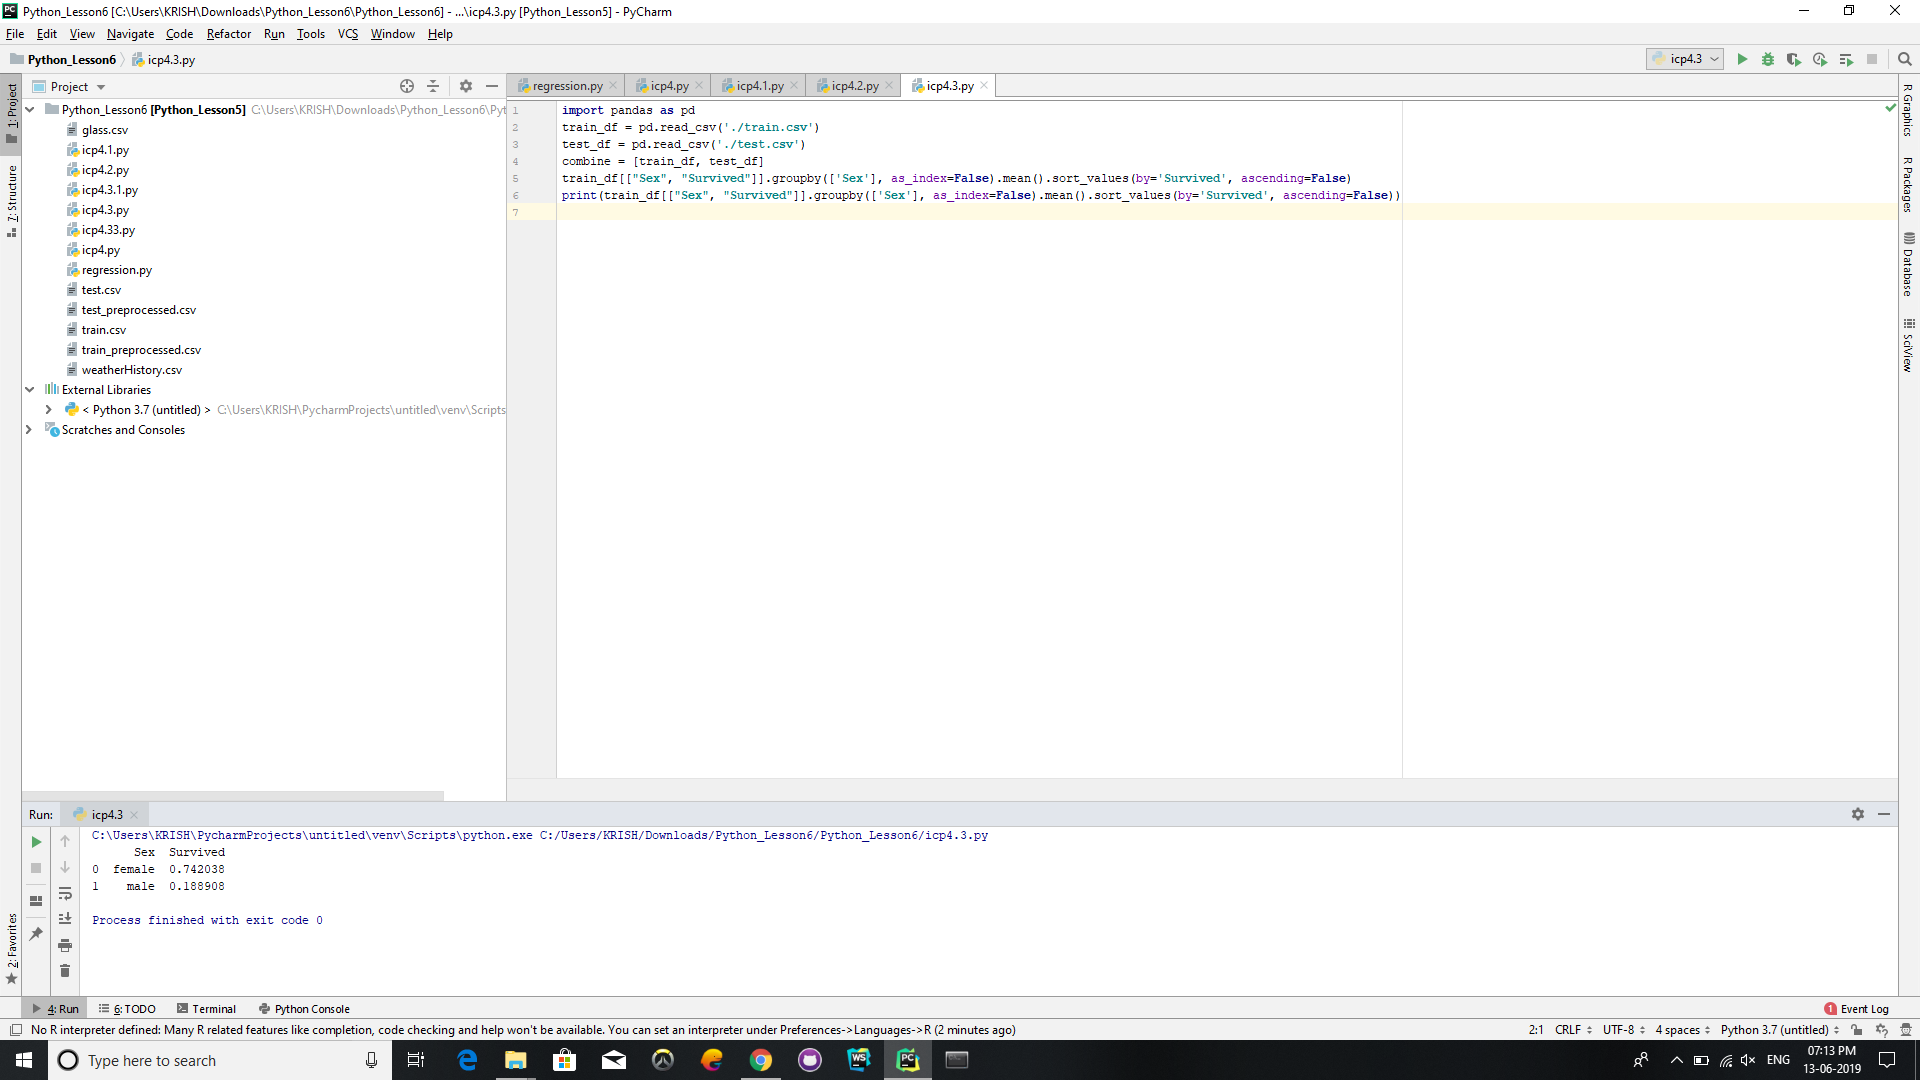 Python_Lesson6 [C:\Users\KRISH\Downloads\Python_Lesson6\Python_Lesson6] - ...\icp4.3.py [Python_Lesson5] - PyCharm
File Edit View Navigate Code Refactor Run Tools VCS Window Help
Python_Lesson6 icp4.3.py
icp4.3
Project
regression.py icp4.py icp4.1.py icp4.2.py icp4.3.py
1: Project
7: Structure
2: Favorites
Python_Lesson6 [Python_Lesson5] C:\Users\KRISH\Downloads\Python_Lesson6\Pyt
glass.csv
icp4.1.py
icp4.2.py
icp4.3.1.py
icp4.3.py
icp4.33.py
icp4.py
regression.py
test.csv
test_preprocessed.csv
train.csv
train_preprocessed.csv
weatherHistory.csv
External Libraries
< Python 3.7 (untitled) > C:\Users\KRISH\PycharmProjects\untitled\venv\Scripts
Scratches and Consoles
1 import pandas as pd
2 train_df = pd.read_csv('./train.csv')
3 test_df = pd.read_csv('./test.csv')
4 combine = [train_df, test_df]
5 train_df[["Sex", "Survived"]].groupby(['Sex'], as_index=False).mean().sort_values(by='Survived', ascending=False)
6 print(train_df[["Sex", "Survived"]].groupby(['Sex'], as_index=False).mean().sort_values(by='Survived', ascending=False))
7
R Graphics
R Packages
Database
SciView
Run: icp4.3
C:\Users\KRISH\PycharmProjects\untitled\venv\Scripts\python.exe C:/Users/KRISH/Downloads/Python_Lesson6/Python_Lesson6/icp4.3.py
Sex Survived
0 female 0.742038
1 male 0.188908
Process finished with exit code 0
4: Run 6: TODO Terminal Python Console
1 Event Log
No R interpreter defined: Many R related features like completion, code checking and help won't be available. You can set an interpreter under Preferences->Languages->R (2 minutes ago)
2:1 CRLF UTF-8 4 spaces Python 3.7 (untitled)
Type here to search
ENG
07:13 PM
13-06-2019